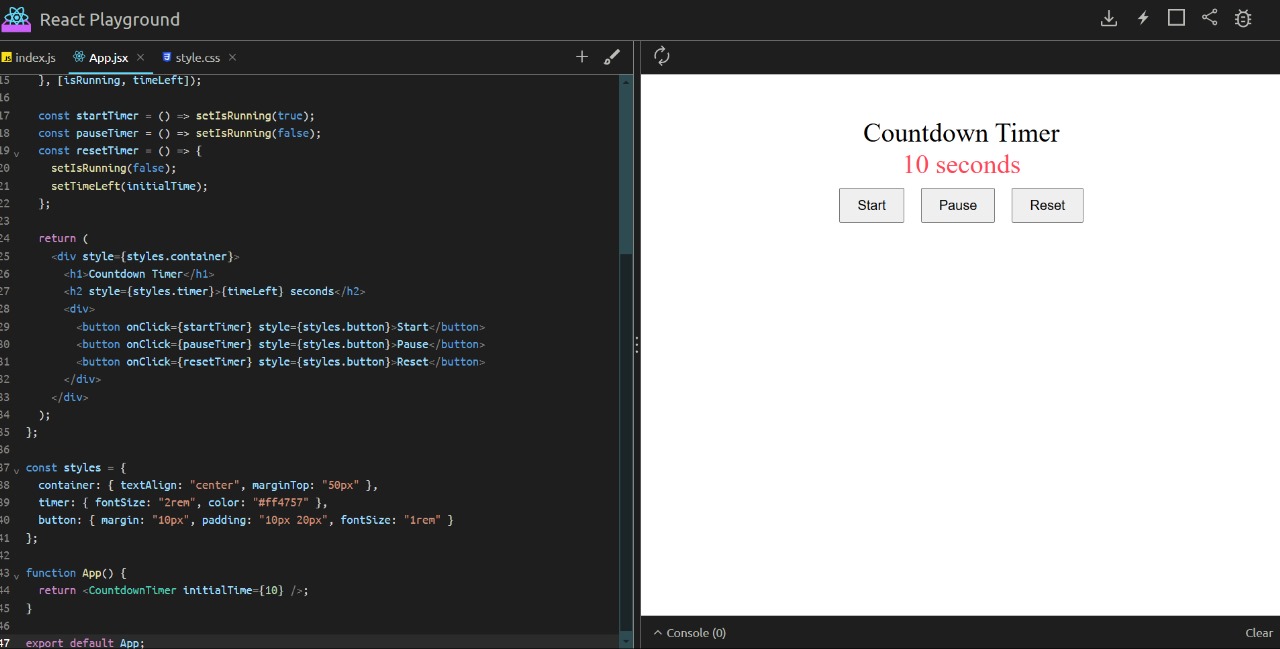 React Playground
index.js
App.jsx
style.css
15 }, [isRunning, timeLeft]);
16
17 const startTimer = () => setIsRunning(true);
18 const pauseTimer = () => setIsRunning(false);
19 const resetTimer = () => {
20 setIsRunning(false);
21 setTimeLeft(initialTime);
22 };
23
24 return (
25 <div style={styles.container}>
26 <h1>Countdown Timer</h1>
27 <h2 style={styles.timer}>{timeLeft} seconds</h2>
28 <div>
29 <button onClick={startTimer} style={styles.button}>Start</button>
30 <button onClick={pauseTimer} style={styles.button}>Pause</button>
31 <button onClick={resetTimer} style={styles.button}>Reset</button>
32 </div>
33 </div>
34 );
35 };
36
37 const styles = {
38 container: { textAlign: "center", marginTop: "50px" },
39 timer: { fontSize: "2rem", color: "#ff4757" },
40 button: { margin: "10px", padding: "10px 20px", fontSize: "1rem" }
41 };
42
43 function App() {
44 return <CountdownTimer initialTime={10} />;
45 }
46
47 export default App;
Countdown Timer
10 seconds
Start
Pause
Reset
Console (0)
Clear